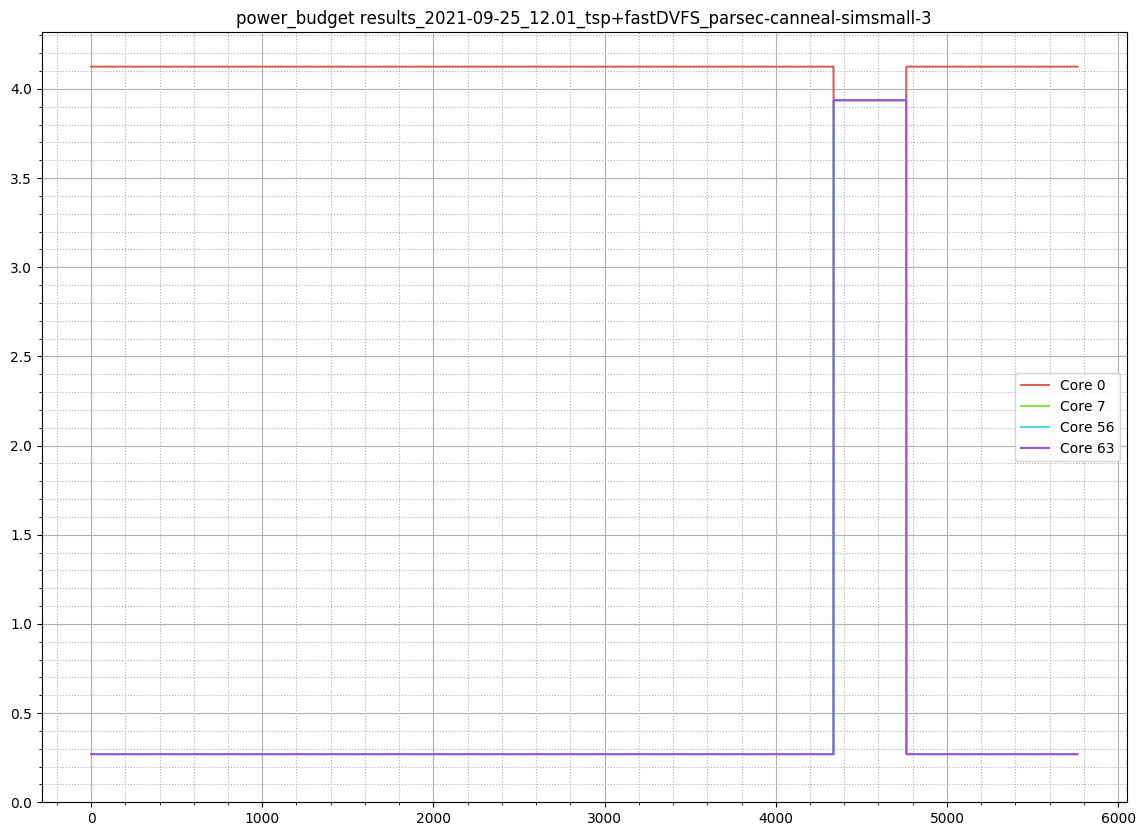 power_budget results_2021-09-25_12.01_tsp+fastDVFS_parsec-canneal-simsmall-3
4.0
3.5
3.0
2.5
2.0
1.5
1.0
0.5
0.0
Core 0
Core 7
Core 56
Core 63
0 1000 2000 3000 4000 5000 6000